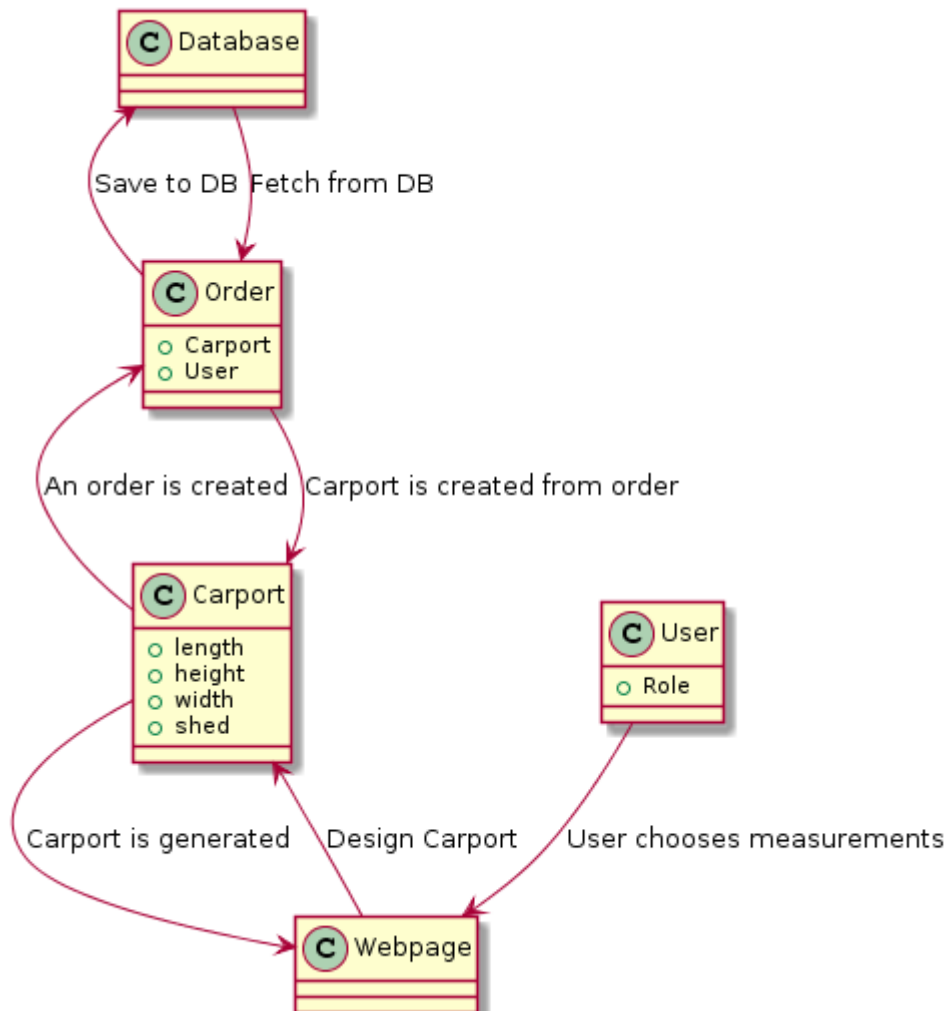 C Database
Save to DB
Fetch from DB
C Order
Carport
User
An order is created
Carport is created from order
C Carport
length
height
width
shed
C User
Role
Carport is generated
Design Carport
User chooses measurements
C Webpage